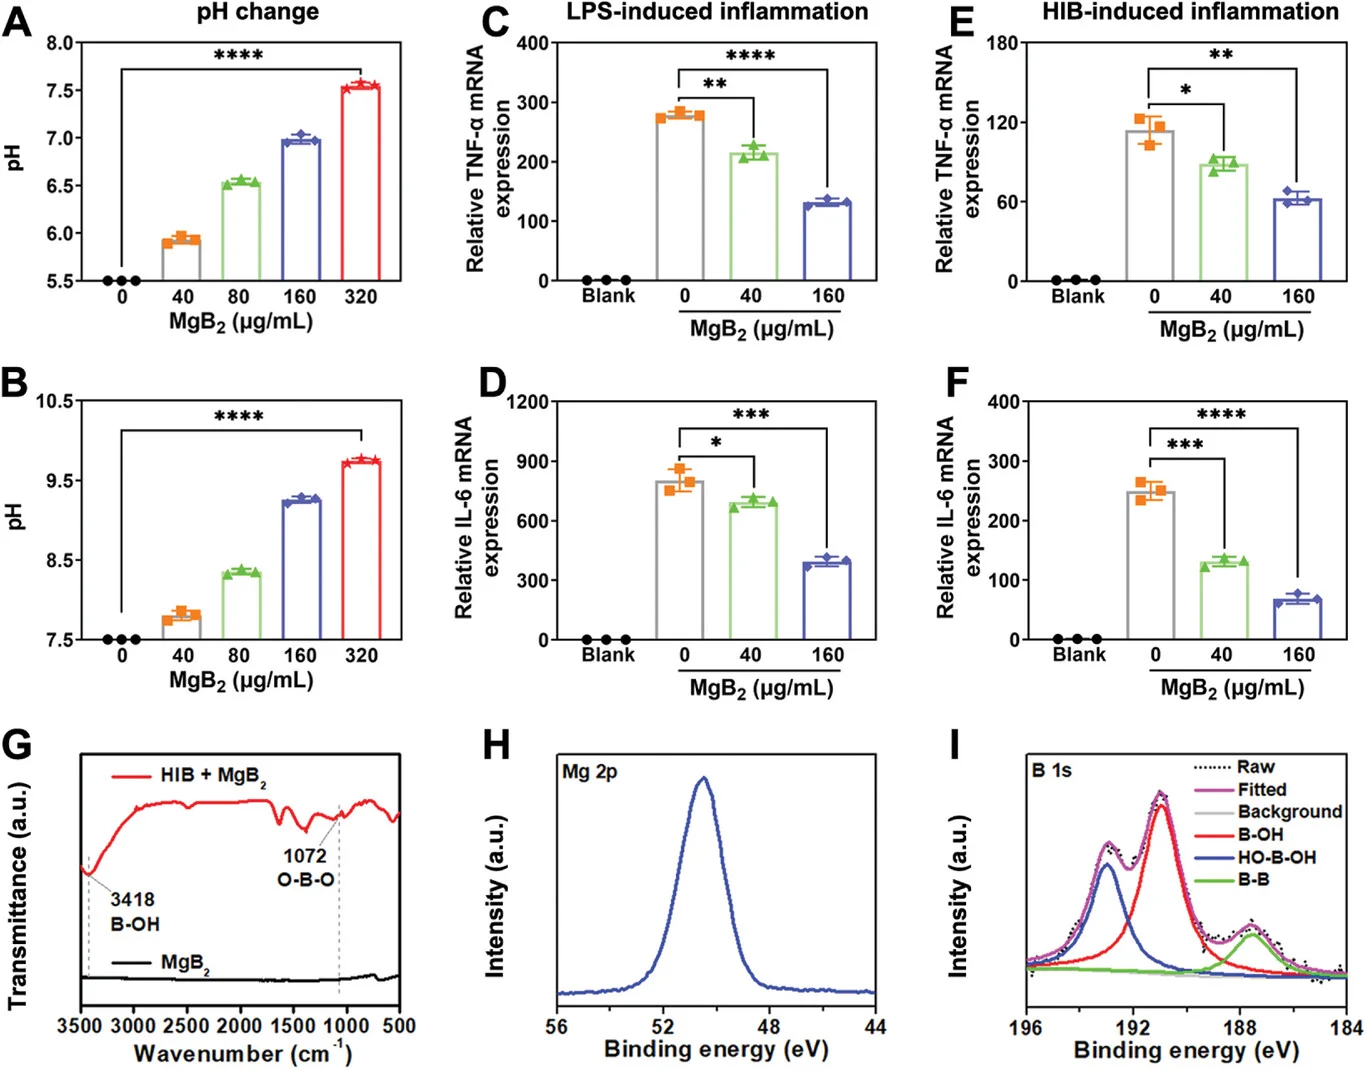 A
pH change
8.0
7.5
7.0
6.5
6.0
5.5
pH
****
0 40 80 160 320
MgB2 (µg/mL)
C
LPS-induced inflammation
400
300
200
100
0
Relative TNF-α mRNA
expression
****
**
Blank 0 40 160
MgB2 (µg/mL)
E
HIB-induced inflammation
180
120
60
0
Relative TNF-α mRNA
expression
**
*
Blank 0 40 160
MgB2 (µg/mL)
B
10.5
9.5
8.5
7.5
pH
****
0 40 80 160 320
MgB2 (µg/mL)
D
1200
900
600
300
0
Relative IL-6 mRNA
expression
***
*
Blank 0 40 160
MgB2 (µg/mL)
F
400
300
200
100
0
Relative IL-6 mRNA
expression
****
***
Blank 0 40 160
MgB2 (µg/mL)
G
Transmittance (a.u.)
HIB + MgB2
1072
O-B-O
3418
B-OH
MgB2
3500 3000 2500 2000 1500 1000 500
Wavenumber (cm-1)
H
Mg 2p
Intensity (a.u.)
56 52 48 44
Binding energy (eV)
I
B 1s
Raw
Fitted
Background
B-OH
HO-B-OH
B-B
Intensity (a.u.)
196 192 188 184
Binding energy (eV)